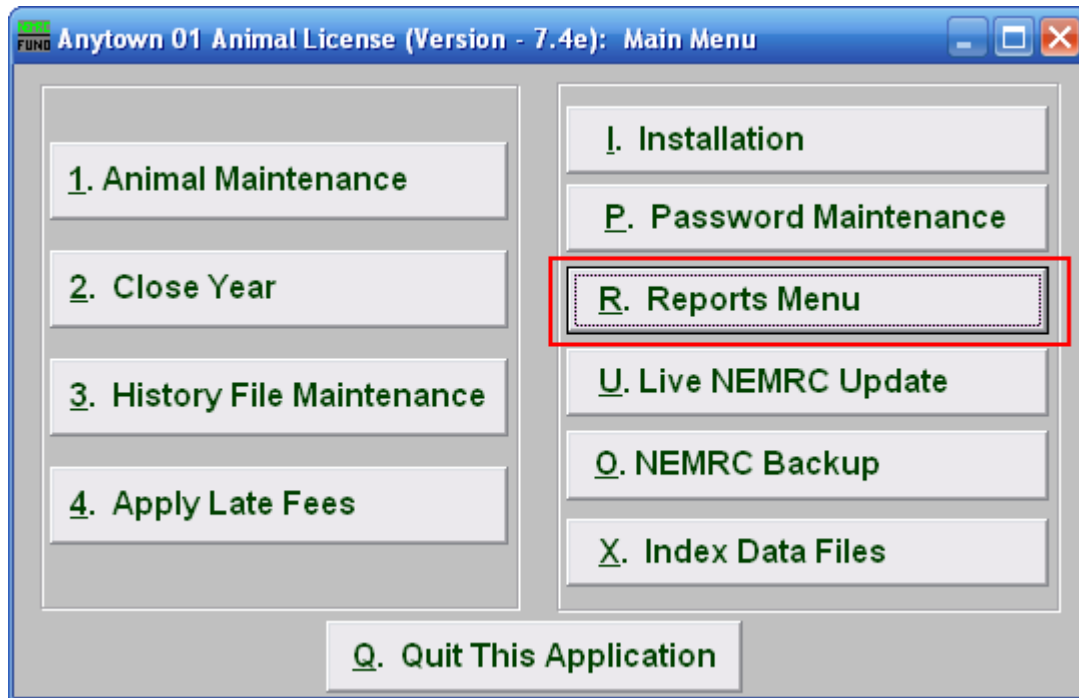 NEMRC
FUND Anytown 01 Animal License (Version - 7.4e): Main Menu
1. Animal Maintenance
2. Close Year
3. History File Maintenance
4. Apply Late Fees
I. Installation
P. Password Maintenance
R. Reports Menu
U. Live NEMRC Update
O. NEMRC Backup
X. Index Data Files
Q. Quit This Application